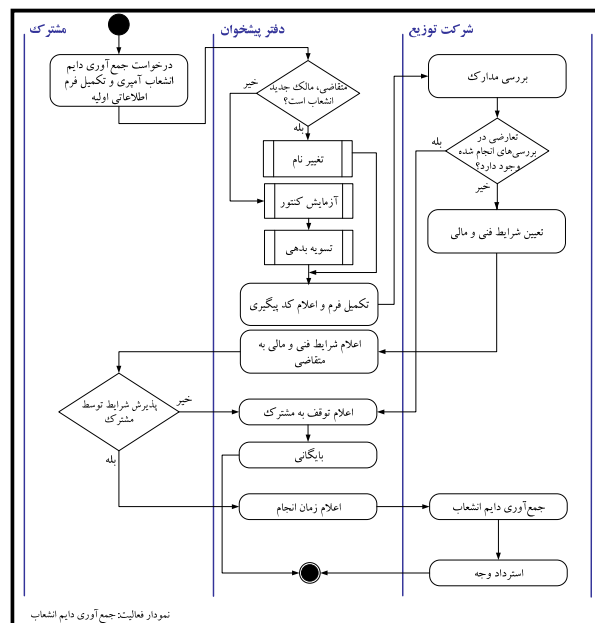 مشترک
دفتر پیشخوان
شرکت توزیع
درخواست جمع‌آوری دایم
انشعاب آمپری و تکمیل فرم
اطلاعاتی اولیه
متقاضی، مالک جدید
انشعاب است؟
خیر
بله
تغییر نام
آزمایش کنتور
تسویه بدهی
تکمیل فرم و اعلام کد پیگیری
بررسی مدارک
تعارضی در
بررسی‌های انجام شده
وجود دارد؟
بله
خیر
تعیین شرایط فنی و مالی
اعلام شرایط فنی و مالی به
متقاضی
پذیرش شرایط توسط
مشترک
خیر
بله
اعلام توقف به مشترک
بایگانی
اعلام زمان انجام
جمع‌آوری دایم انشعاب
استرداد وجه
نمودار فعالیت: جمع‌آوری دایم انشعاب